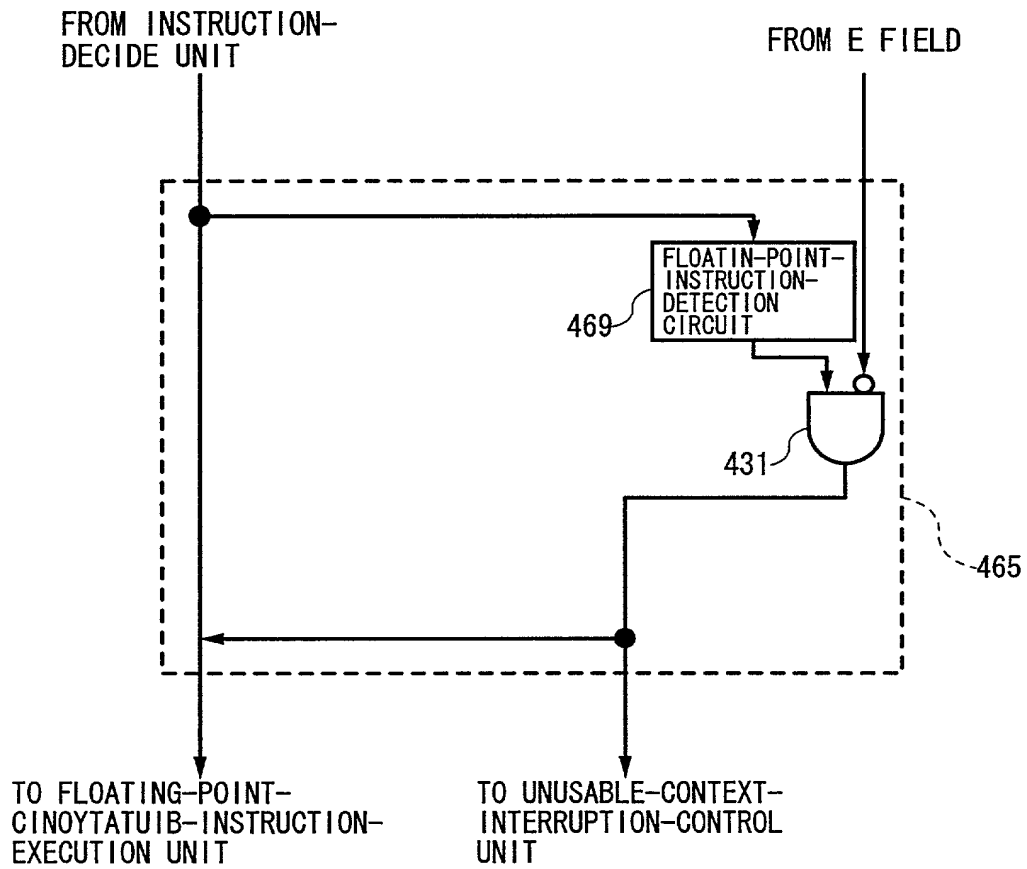 FROM INSTRUCTION-
DECIDE UNIT
FROM E FIELD
FLOATIN-POINT-
INSTRUCTION-
DETECTION
CIRCUIT
469
431
465
TO FLOATING-POINT-
CINOYTATUIB-INSTRUCTION-
EXECUTION UNIT
TO UNUSABLE-CONTEXT-
INTERRUPTION-CONTROL
UNIT